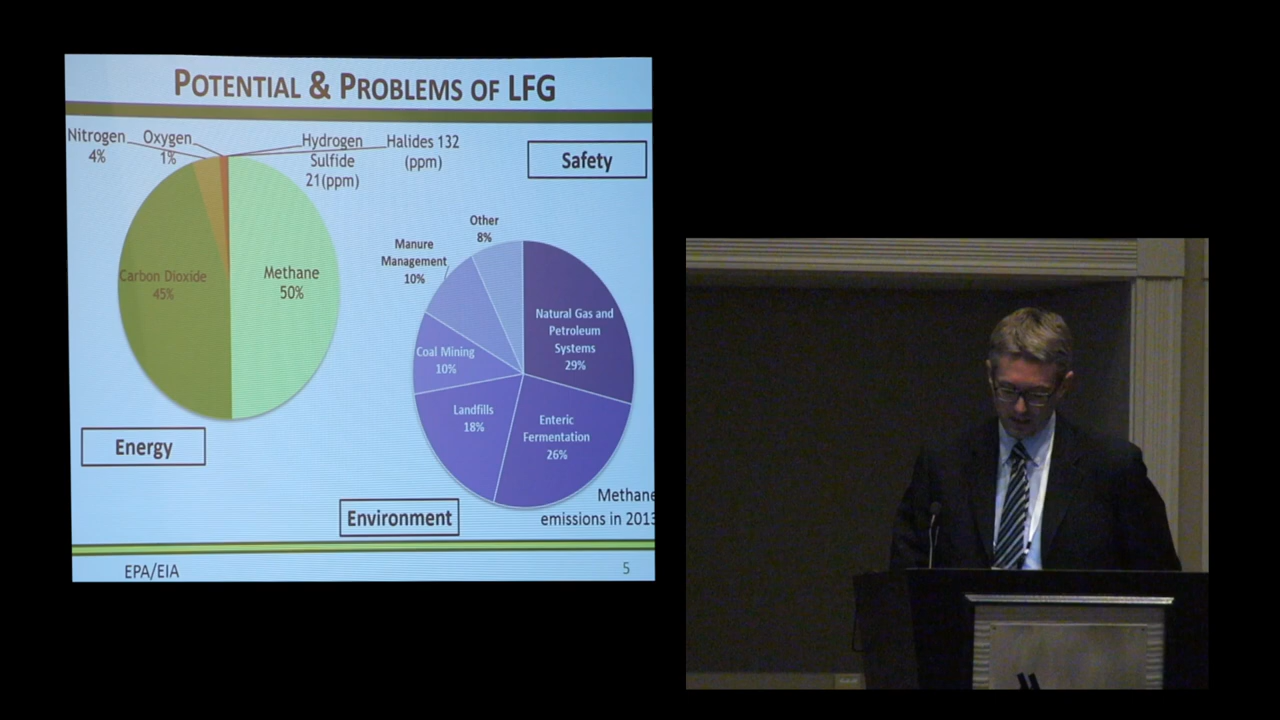 POTENTIAL & PROBLEMS OF LFG
Nitrogen
4%
Oxygen
1%
Hydrogen
Sulfide
21(ppm)
Halides 132
(ppm)
Safety
Carbon Dioxide
45%
Methane
50%
Energy
Other
8%
Manure
Management
10%
Natural Gas and
Petroleum
Systems
29%
Coal Mining
10%
Landfills
18%
Enteric
Fermentation
26%
Methane
emissions in 2013
Environment
EPA/EIA
5